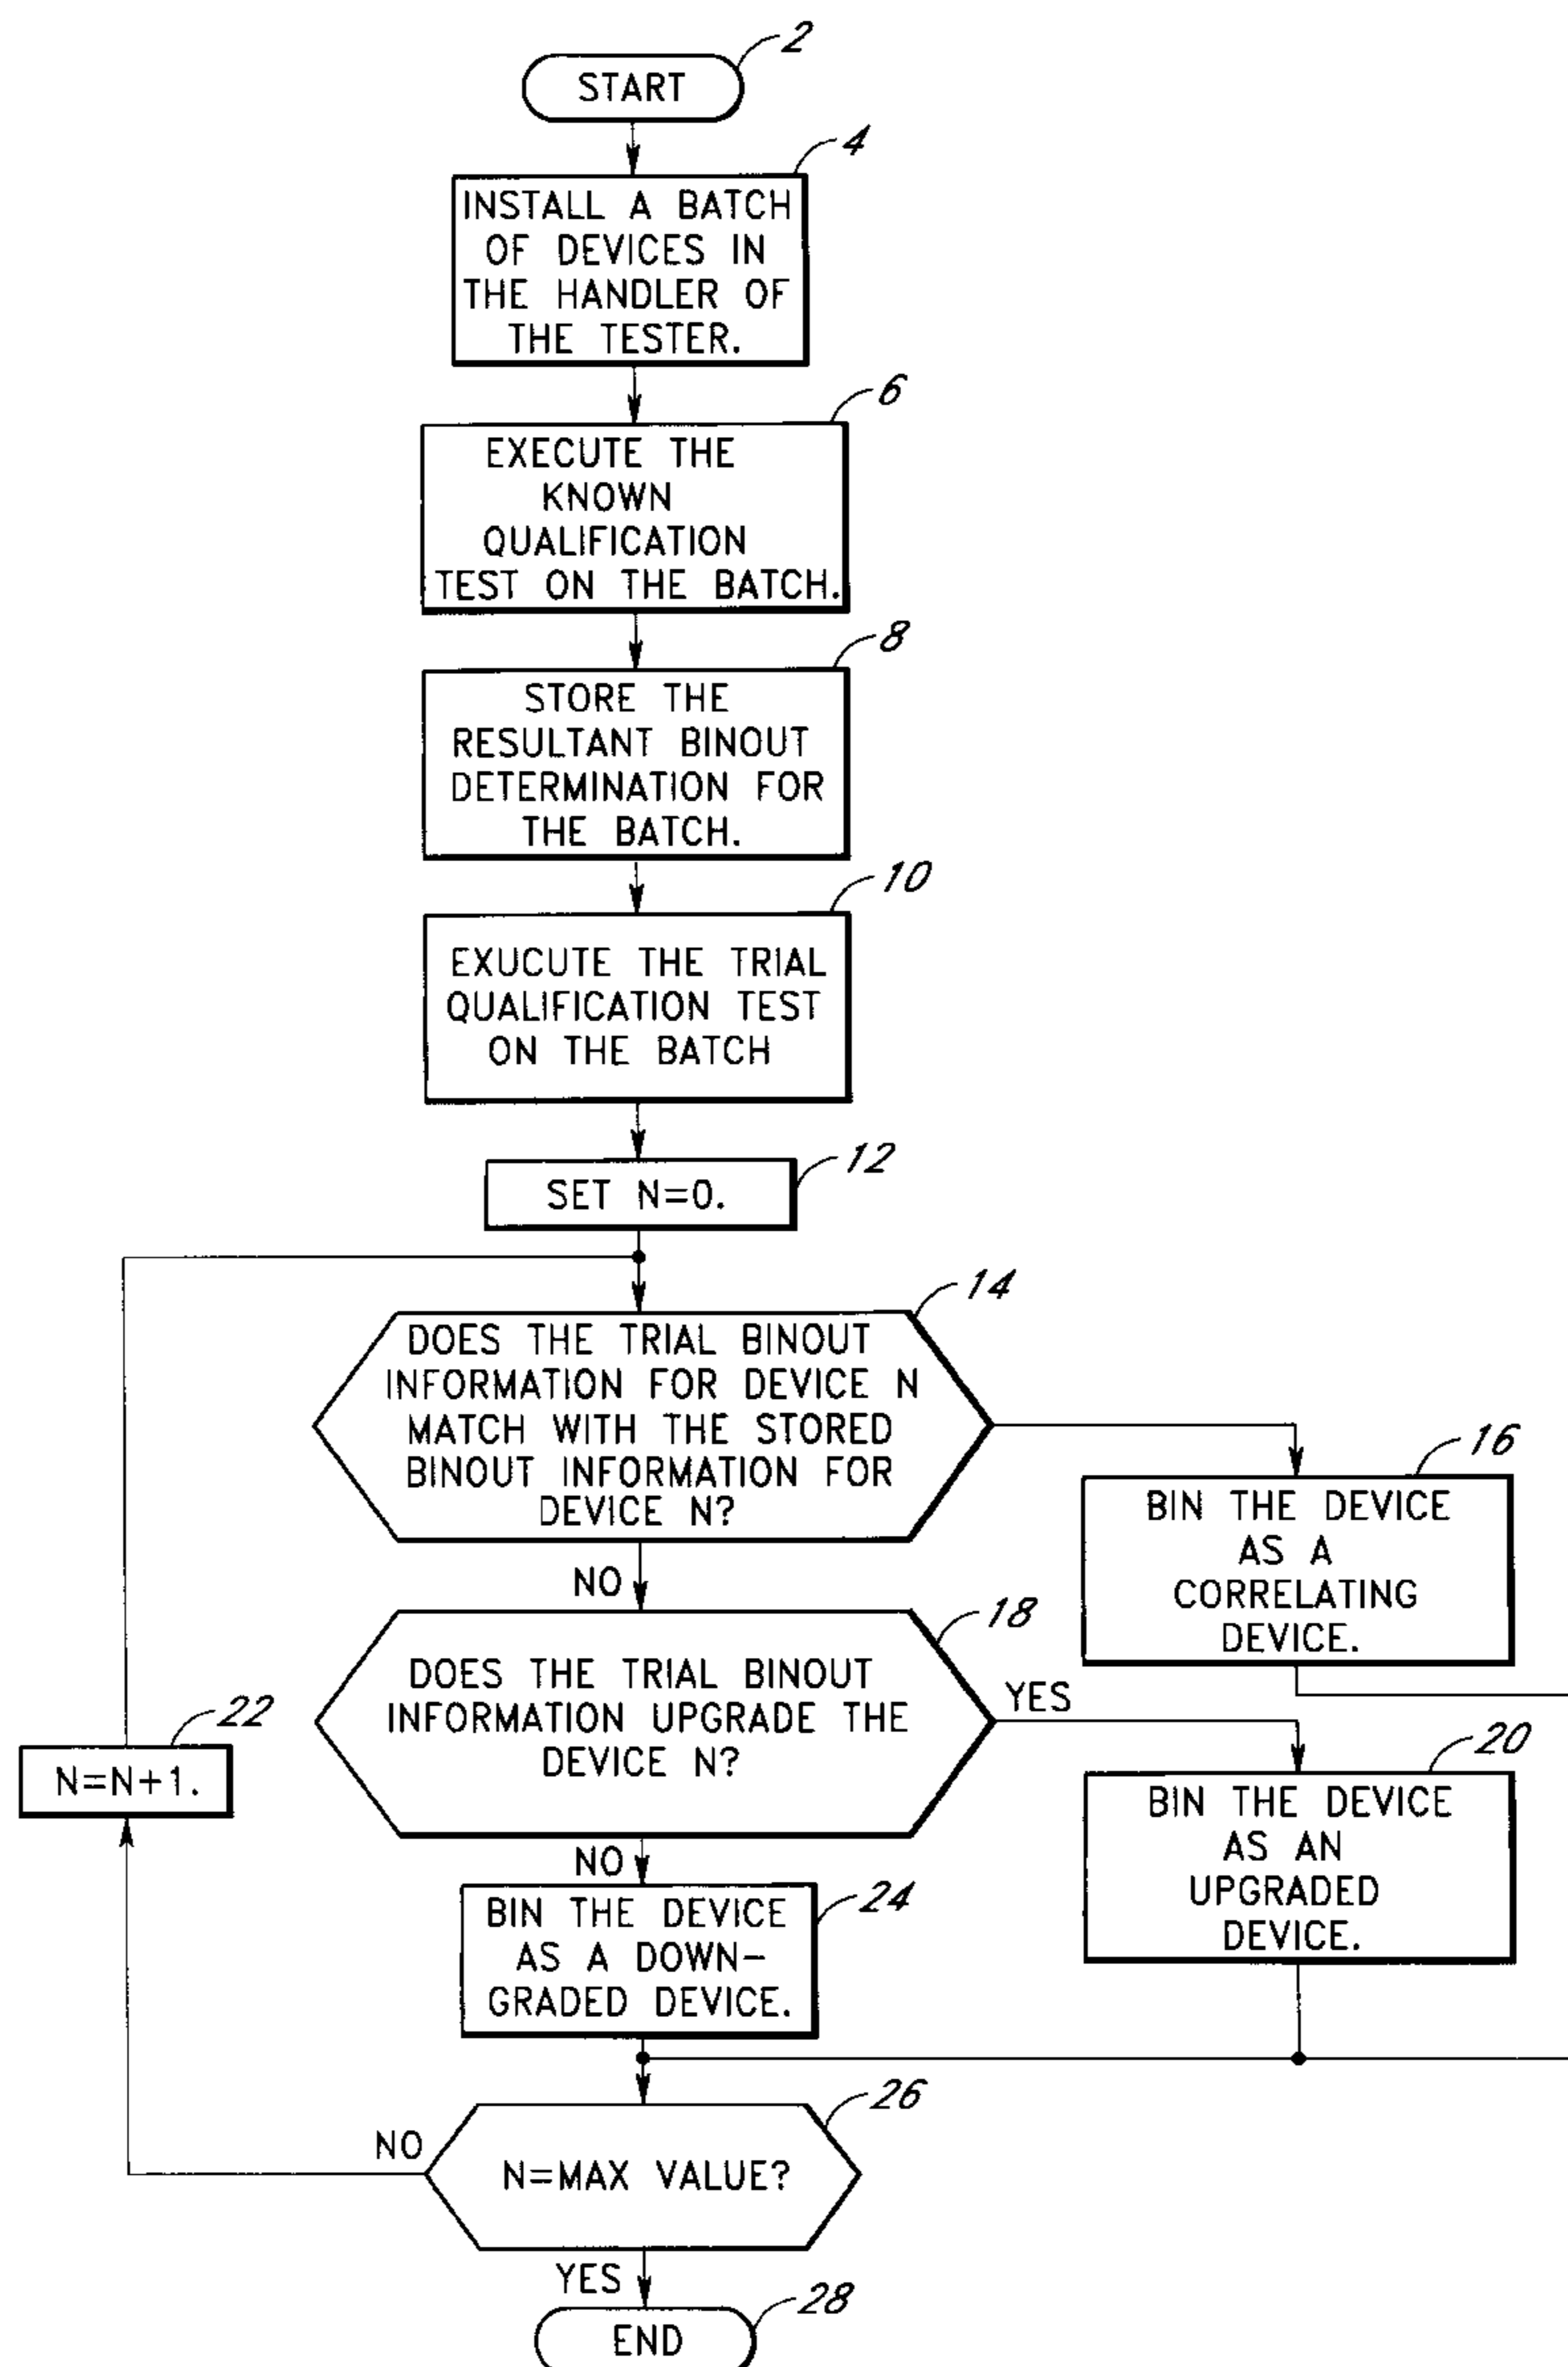 2
START
4
INSTALL A BATCH
OF DEVICES IN
THE HANDLER OF
THE TESTER.
6
EXECUTE THE
KNOWN
QUALIFICATION
TEST ON THE BATCH.
8
STORE THE
RESULTANT BINOUT
DETERMINATION FOR
THE BATCH.
10
EXUCUTE THE TRIAL
QUALIFICATION TEST
ON THE BATCH
12
SET N=0.
14
DOES THE TRIAL BINOUT
INFORMATION FOR DEVICE N
MATCH WITH THE STORED
BINOUT INFORMATION FOR
DEVICE N?
16
BIN THE DEVICE
AS A
CORRELATING
DEVICE.
NO
18
DOES THE TRIAL BINOUT
INFORMATION UPGRADE THE
DEVICE N?
YES
20
BIN THE DEVICE
AS AN
UPGRADED
DEVICE.
22
N=N+1.
NO
24
BIN THE DEVICE
AS A DOWN-
GRADED DEVICE.
26
NO
N=MAX VALUE?
YES
28
END